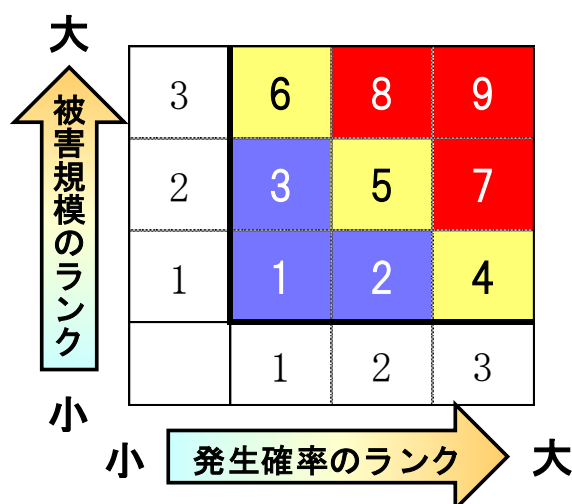 大
被害規模のランク
小
3 6 8 9
2 3 5 7
1 1 2 4
1 2 3
小 発生確率のランク 大